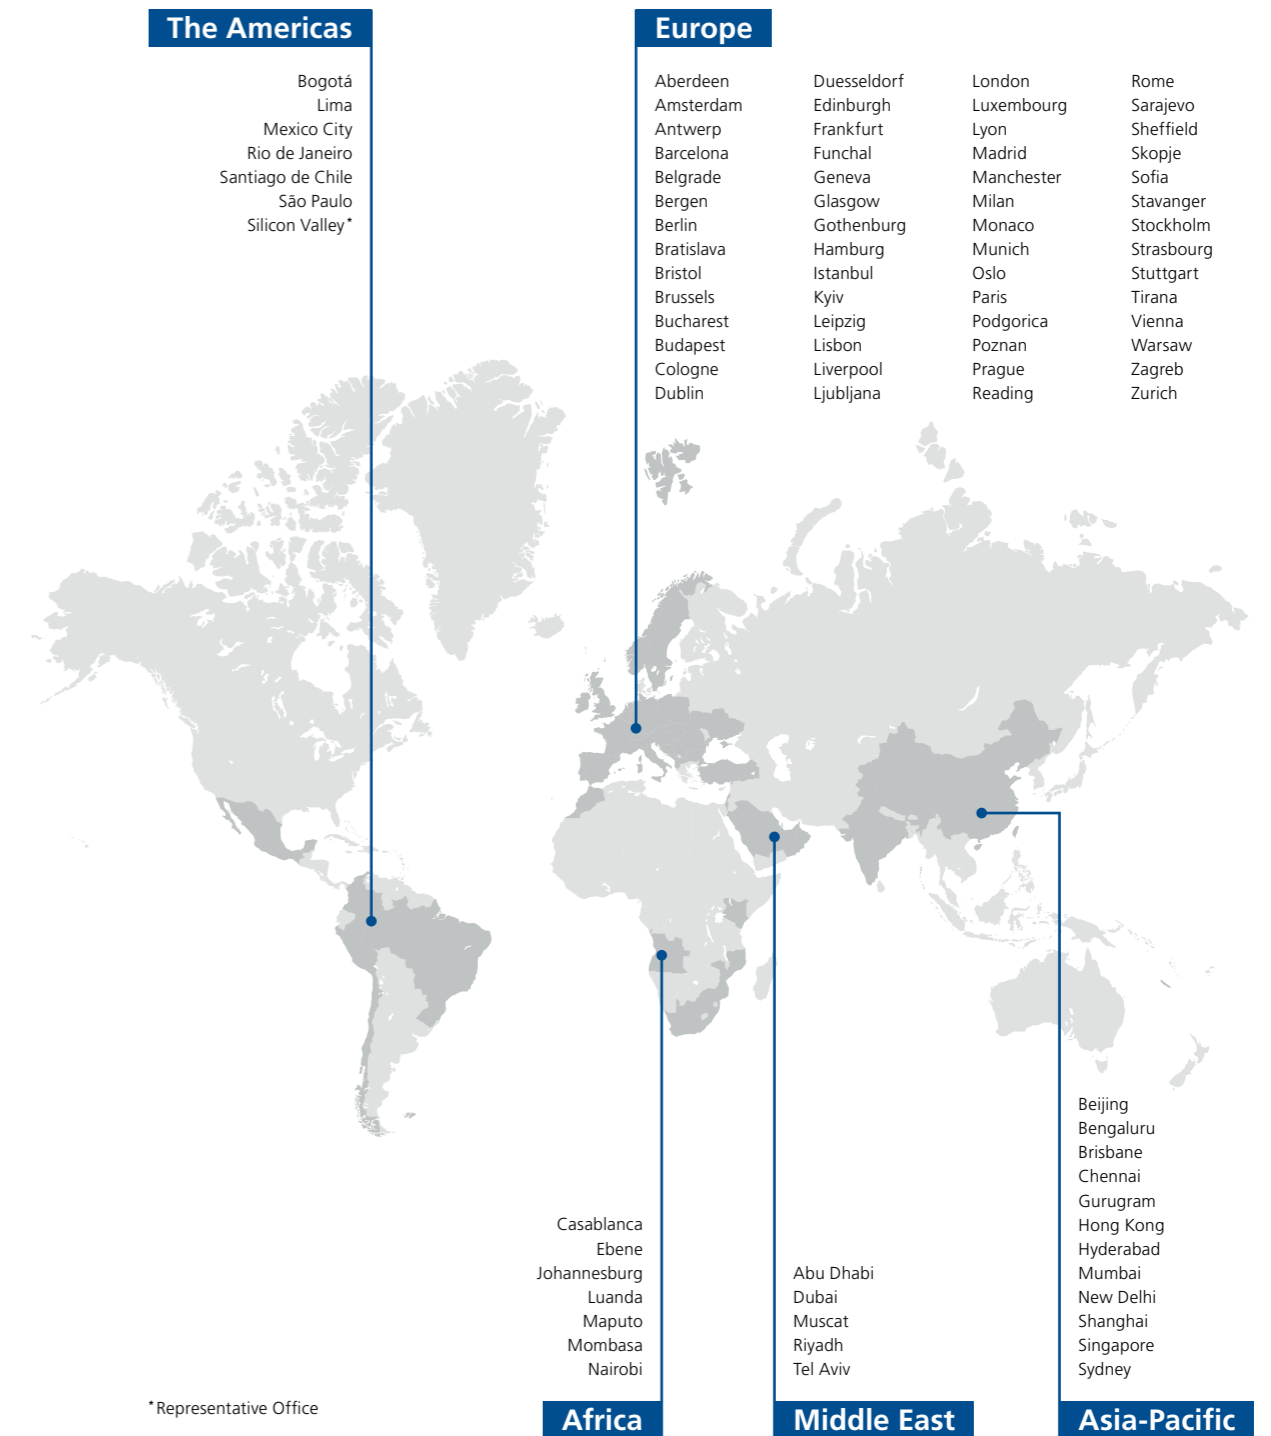 The Americas
Bogotá
Lima
Mexico City
Rio de Janeiro
Santiago de Chile
São Paulo
Silicon Valley*
Europe
Aberdeen
Amsterdam
Antwerp
Barcelona
Belgrade
Bergen
Berlin
Bratislava
Bristol
Brussels
Bucharest
Budapest
Cologne
Dublin
Duesseldorf
Edinburgh
Frankfurt
Funchal
Geneva
Glasgow
Gothenburg
Hamburg
Istanbul
Kyiv
Leipzig
Lisbon
Liverpool
Ljubljana
London
Luxembourg
Lyon
Madrid
Manchester
Milan
Monaco
Munich
Oslo
Paris
Podgorica
Poznan
Prague
Reading
Rome
Sarajevo
Sheffield
Skopje
Sofia
Stavanger
Stockholm
Strasbourg
Stuttgart
Tirana
Vienna
Warsaw
Zagreb
Zurich
Casablanca
Ebene
Johannesburg
Luanda
Maputo
Mombasa
Nairobi
Africa
Abu Dhabi
Dubai
Muscat
Riyadh
Tel Aviv
Middle East
Beijing
Bengaluru
Brisbane
Chennai
Gurugram
Hong Kong
Hyderabad
Mumbai
New Delhi
Shanghai
Singapore
Sydney
Asia-Pacific
*Representative Office